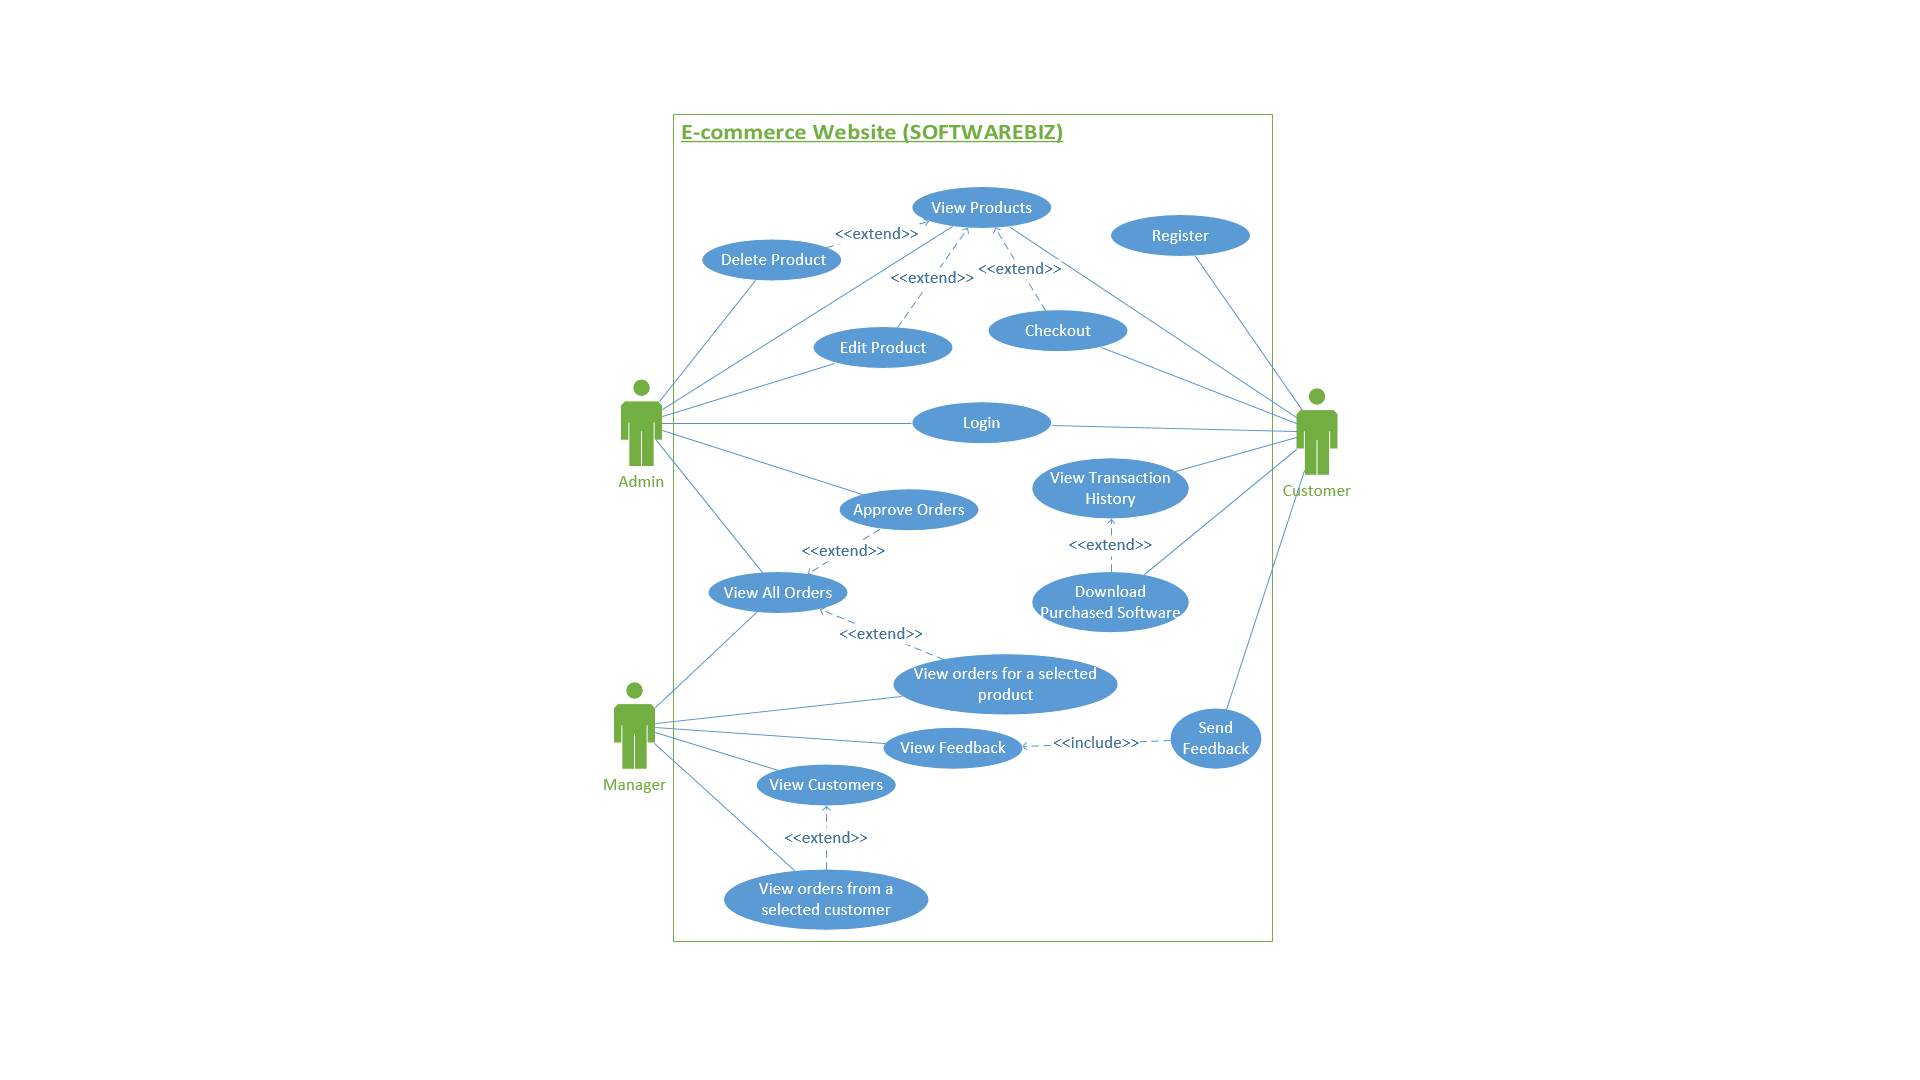 E-commerce Website (SOFTWAREBIZ)
View Products
Register
<<extend>>
Delete Product
<<extend>>
<<extend>>
Checkout
Edit Product
Login
Admin
View Transaction
History
Customer
Approve Orders
<<extend>>
<<extend>>
View All Orders
Download
Purchased Software
<<extend>>
View orders for a selected
product
Send
Feedback
View Feedback
<<include>>
Manager
View Customers
<<extend>>
View orders from a
selected customer